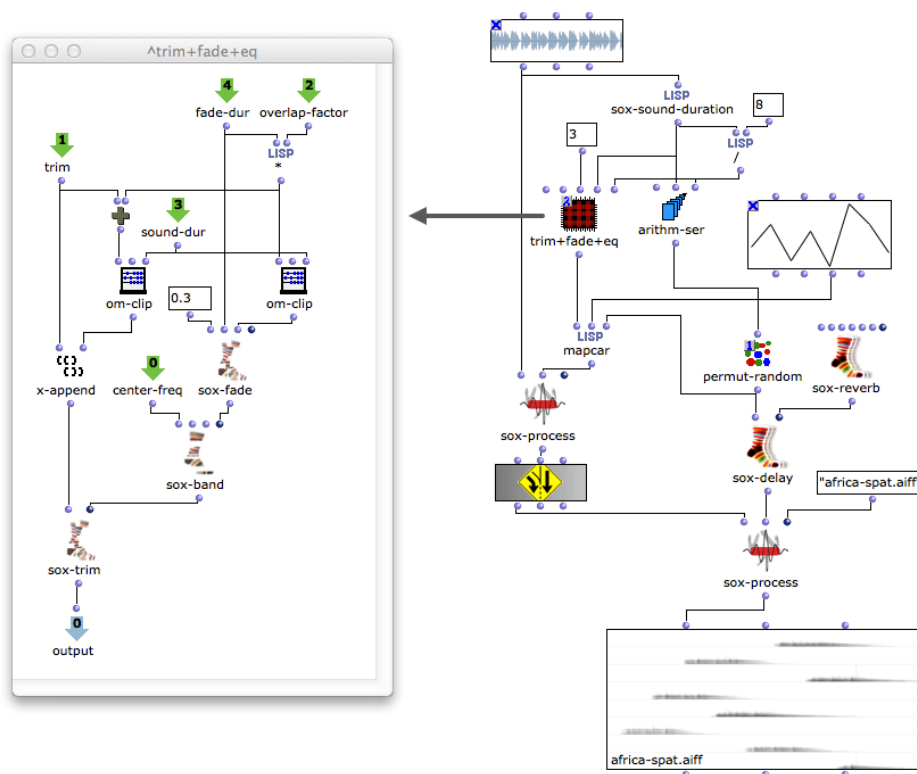 ^trim+fade+eq
4
2
fade-dur
overlap-factor
1
LISP
*
trim
3
sound-dur
om-clip
0.3
om-clip
0
x-append
center-freq
sox-fade
sox-band
sox-trim
0
output
LISP
sox-sound-duration
8
3
LISP
/
2
trim+fade+eq
arithm-ser
LISP
mapcar
1
permut-random
sox-reverb
sox-process
sox-delay
"africa-spat.aiff
sox-process
africa-spat.aiff